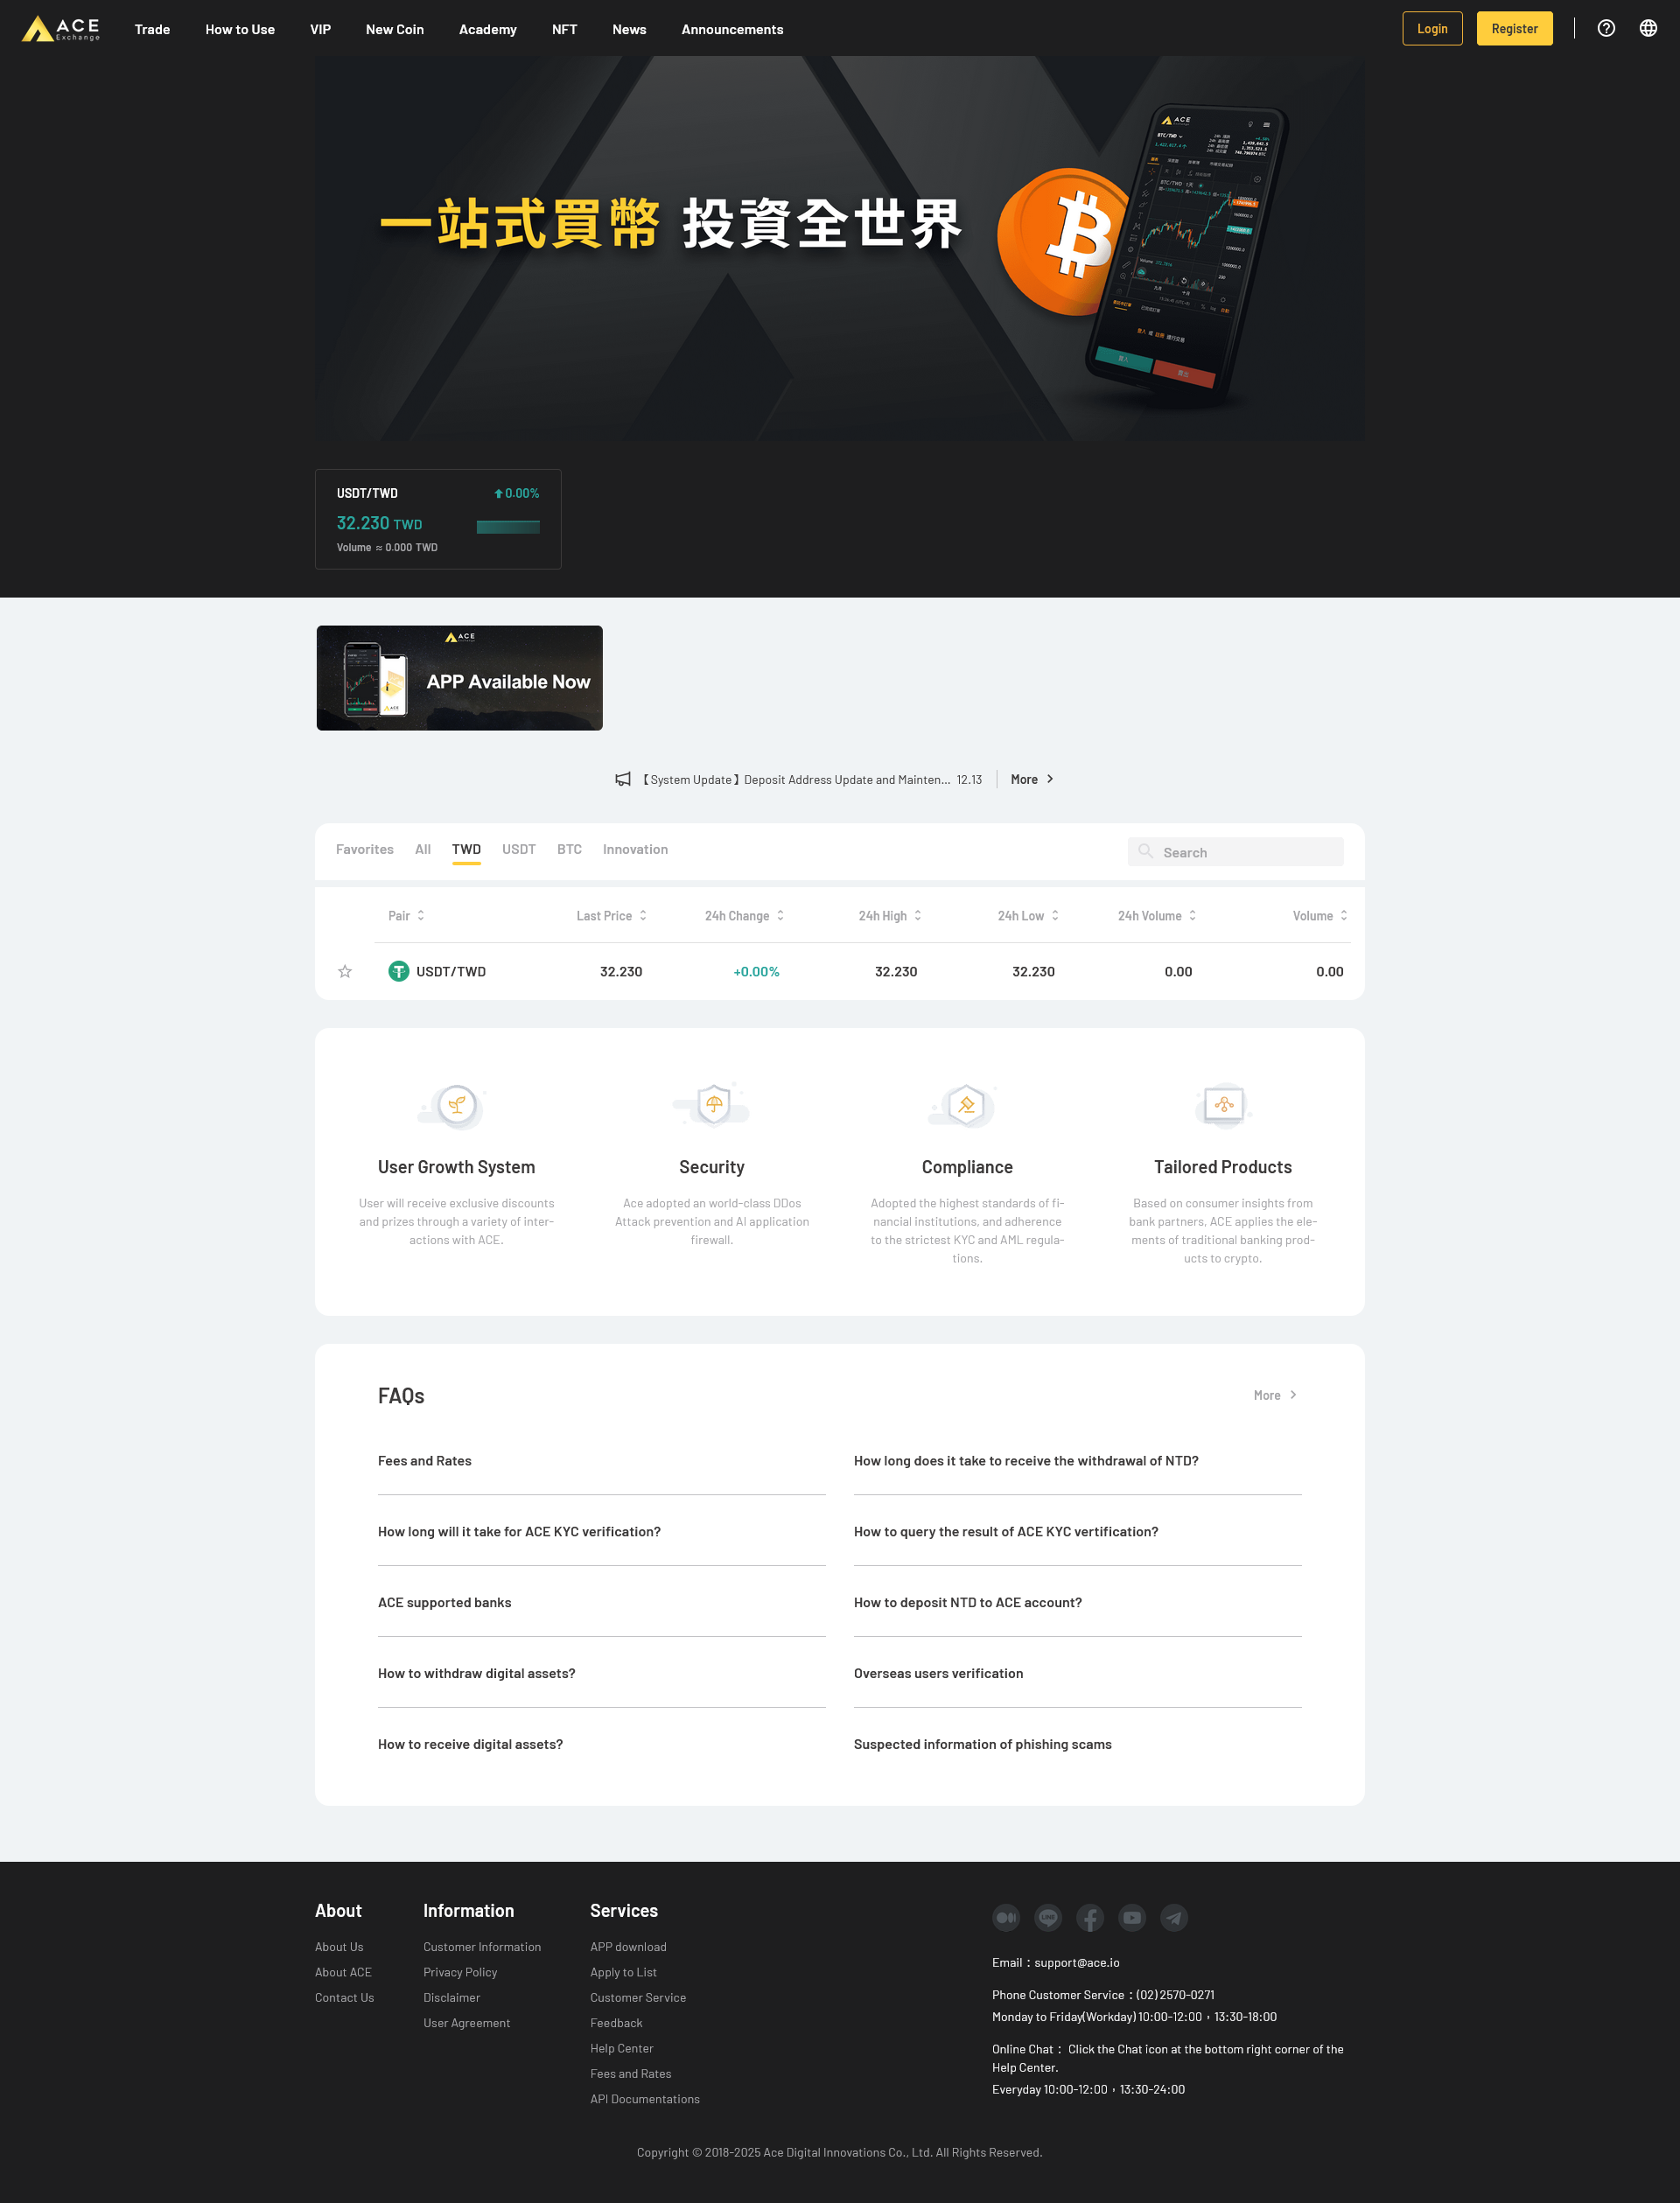 ACE Exchange
Trade How to Use VIP New Coin Academy NFT News Announcements
Login Register
一站式買幣 投資全世界
ACE
BTC/TWD
USDT/TWD 0.00%
32.230 TWD
Volume ≈ 0.000 TWD
ACE
APP Available Now
【System Update】Deposit Address Update and Mainten... 12.13 More
Favorites All TWD USDT BTC Innovation
Search
Pair Last Price 24h Change 24h High 24h Low 24h Volume Volume
USDT/TWD 32.230 +0.00% 32.230 32.230 0.00 0.00
User Growth System
User will receive exclusive discounts
and prizes through a variety of inter-
actions with ACE.
Security
Ace adopted an world-class DDos
Attack prevention and AI application
firewall.
Compliance
Adopted the highest standards of fi-
nancial institutions, and adherence
to the strictest KYC and AML regula-
tions.
Tailored Products
Based on consumer insights from
bank partners, ACE applies the ele-
ments of traditional banking prod-
ucts to crypto.
FAQs
More
Fees and Rates
How long does it take to receive the withdrawal of NTD?
How long will it take for ACE KYC verification?
How to query the result of ACE KYC vertification?
ACE supported banks
How to deposit NTD to ACE account?
How to withdraw digital assets?
Overseas users verification
How to receive digital assets?
Suspected information of phishing scams
About
About Us
About ACE
Contact Us
Information
Customer Information
Privacy Policy
Disclaimer
User Agreement
Services
APP download
Apply to List
Customer Service
Feedback
Help Center
Fees and Rates
API Documentations
Email：support@ace.io
Phone Customer Service：(02) 2570-0271
Monday to Friday(Workday) 10:00-12:00，13:30-18:00
Online Chat： Click the Chat icon at the bottom right corner of the
Help Center.
Everyday 10:00-12:00，13:30-24:00
Copyright © 2018-2025 Ace Digital Innovations Co., Ltd. All Rights Reserved.